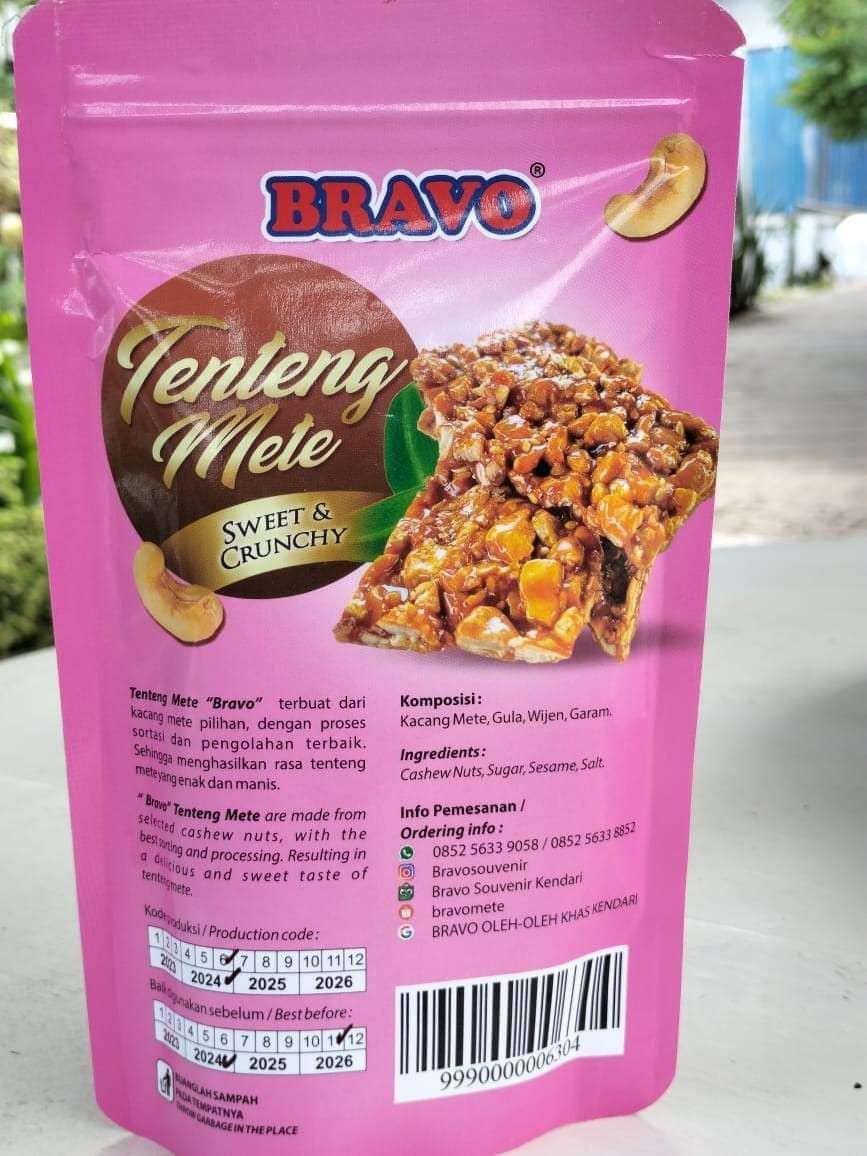 BRAVO®
Tenteng
Mete
SWEET &
CRUNCHY
Tenteng Mete "Bravo" terbuat dari
kacang mete pilihan, dengan proses
sortasi dan pengolahan terbaik.
Sehingga menghasilkan rasa tenteng
mete yang enak dan manis.
" Bravo" Tenteng Mete are made from
selected cashew nuts, with the
best sorting and processing. Resulting in
a delicious and sweet taste of
tenteng mete.
Komposisi :
Kacang Mete, Gula, Wijen, Garam.
Ingredients :
Cashew Nuts, Sugar, Sesame, Salt.
Info Pemesanan /
Ordering info :
0852 5633 9058 / 0852 5633 8852
Bravosouvenir
Bravo Souvenir Kendari
bravomete
BRAVO OLEH-OLEH KHAS KENDARI
Kode produksi / Production code :
1 2 3 4 5 6 7 8 9 10 11 12
2023 2024 2025 2026
Baik digunakan sebelum / Best before :
1 2 3 4 5 6 7 8 9 10 11 12
2023 2024 2025 2026
BUANGLAH SAMPAH
PADA TEMPATNYA
THROW GARBAGE IN THE PLACE
9990000006304